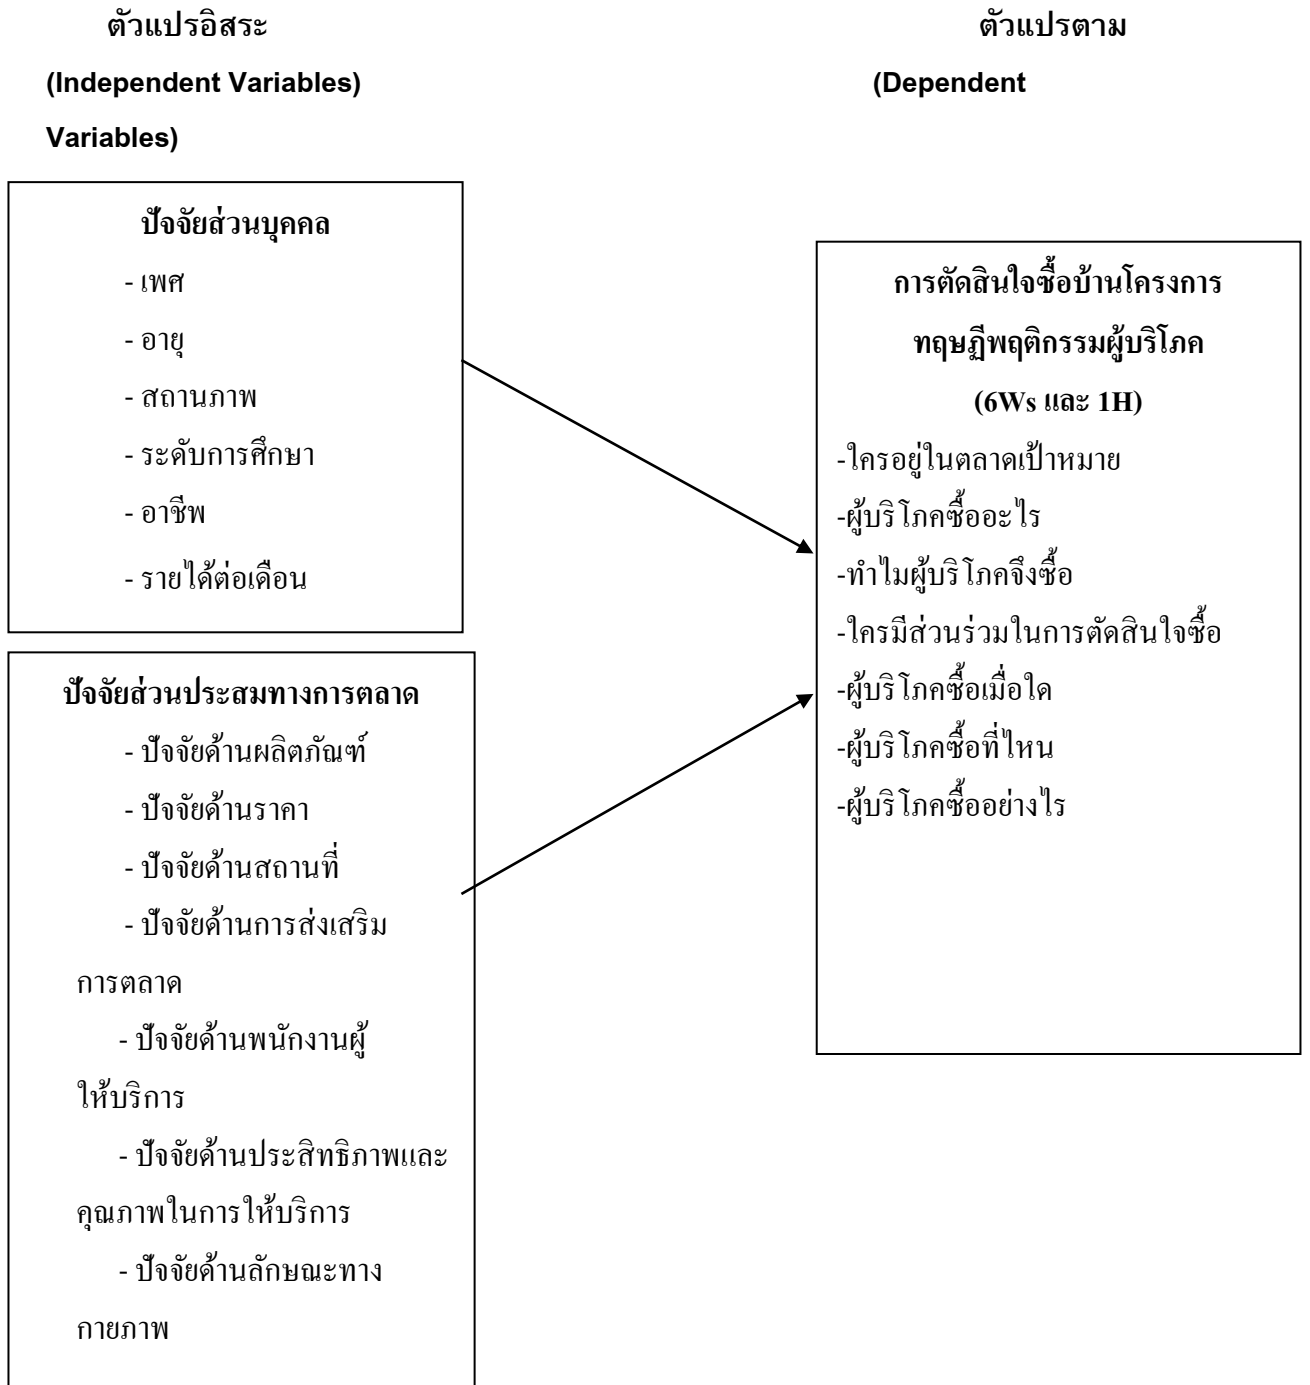 ตัวแปรอิสระ
ตัวแปรตาม
(Independent Variables)
(Dependent
Variables)
ปัจจัยส่วนบุคคล
- เพศ
- อายุ
- สถานภาพ
- ระดับการศึกษา
- อาชีพ
- รายได้ต่อเดือน
ปัจจัยส่วนประสมทางการตลาด
- ปัจจัยด้านผลิตภัณฑ์
- ปัจจัยด้านราคา
- ปัจจัยด้านสถานที่
- ปัจจัยด้านการส่งเสริม
การตลาด
- ปัจจัยด้านพนักงานผู้
ให้บริการ
- ปัจจัยด้านประสิทธิภาพและ
คุณภาพในการให้บริการ
- ปัจจัยด้านลักษณะทาง
กายภาพ
การตัดสินใจซื้อบ้านโครงการ
ทฤษฎีพฤติกรรมผู้บริโภค
(6Ws และ 1H)
-ใครอยู่ในตลาดเป้าหมาย
-ผู้บริโภคซื้ออะไร
-ทำไมผู้บริโภคจึงซื้อ
-ใครมีส่วนร่วมในการตัดสินใจซื้อ
-ผู้บริโภคซื้อเมื่อใด
-ผู้บริโภคซื้อที่ไหน
-ผู้บริโภคซื้ออย่างไร